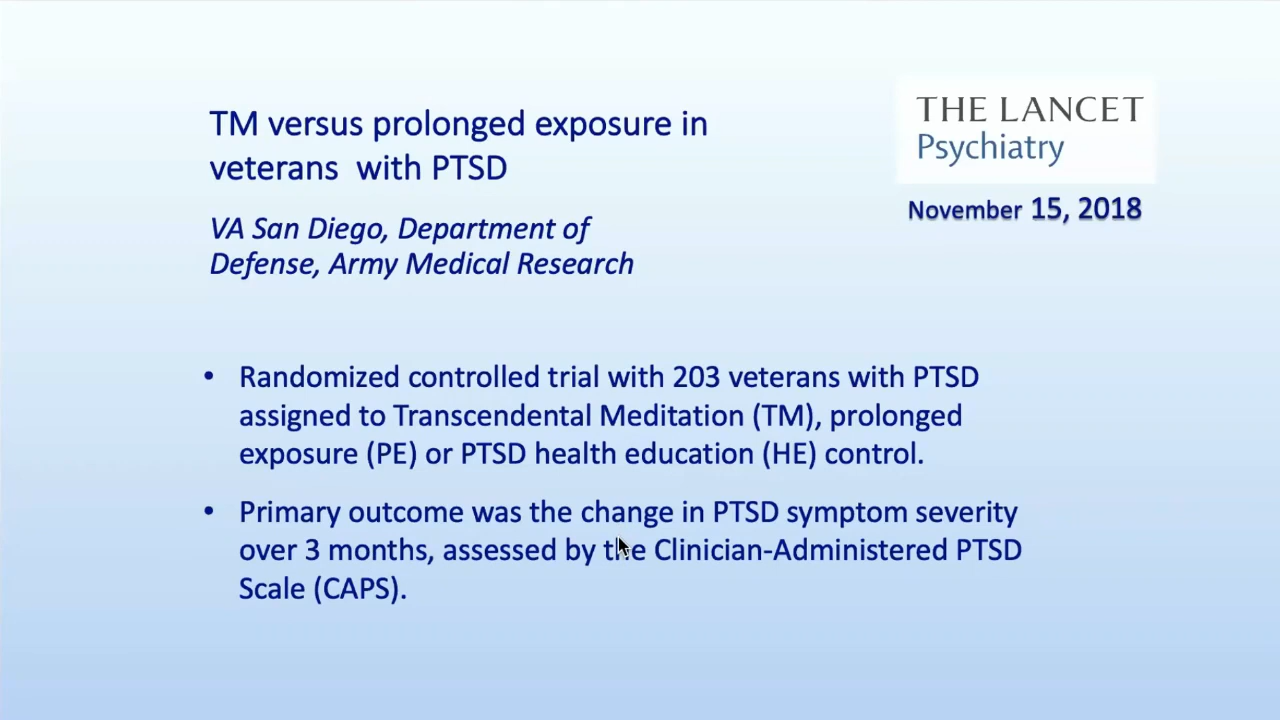 TM versus prolonged exposure in
veterans with PTSD
VA San Diego, Department of
Defense, Army Medical Research
THE LANCET
Psychiatry
November 15, 2018
• Randomized controlled trial with 203 veterans with PTSD
assigned to Transcendental Meditation (TM), prolonged
exposure (PE) or PTSD health education (HE) control.
• Primary outcome was the change in PTSD symptom severity
over 3 months, assessed by the Clinician-Administered PTSD
Scale (CAPS).